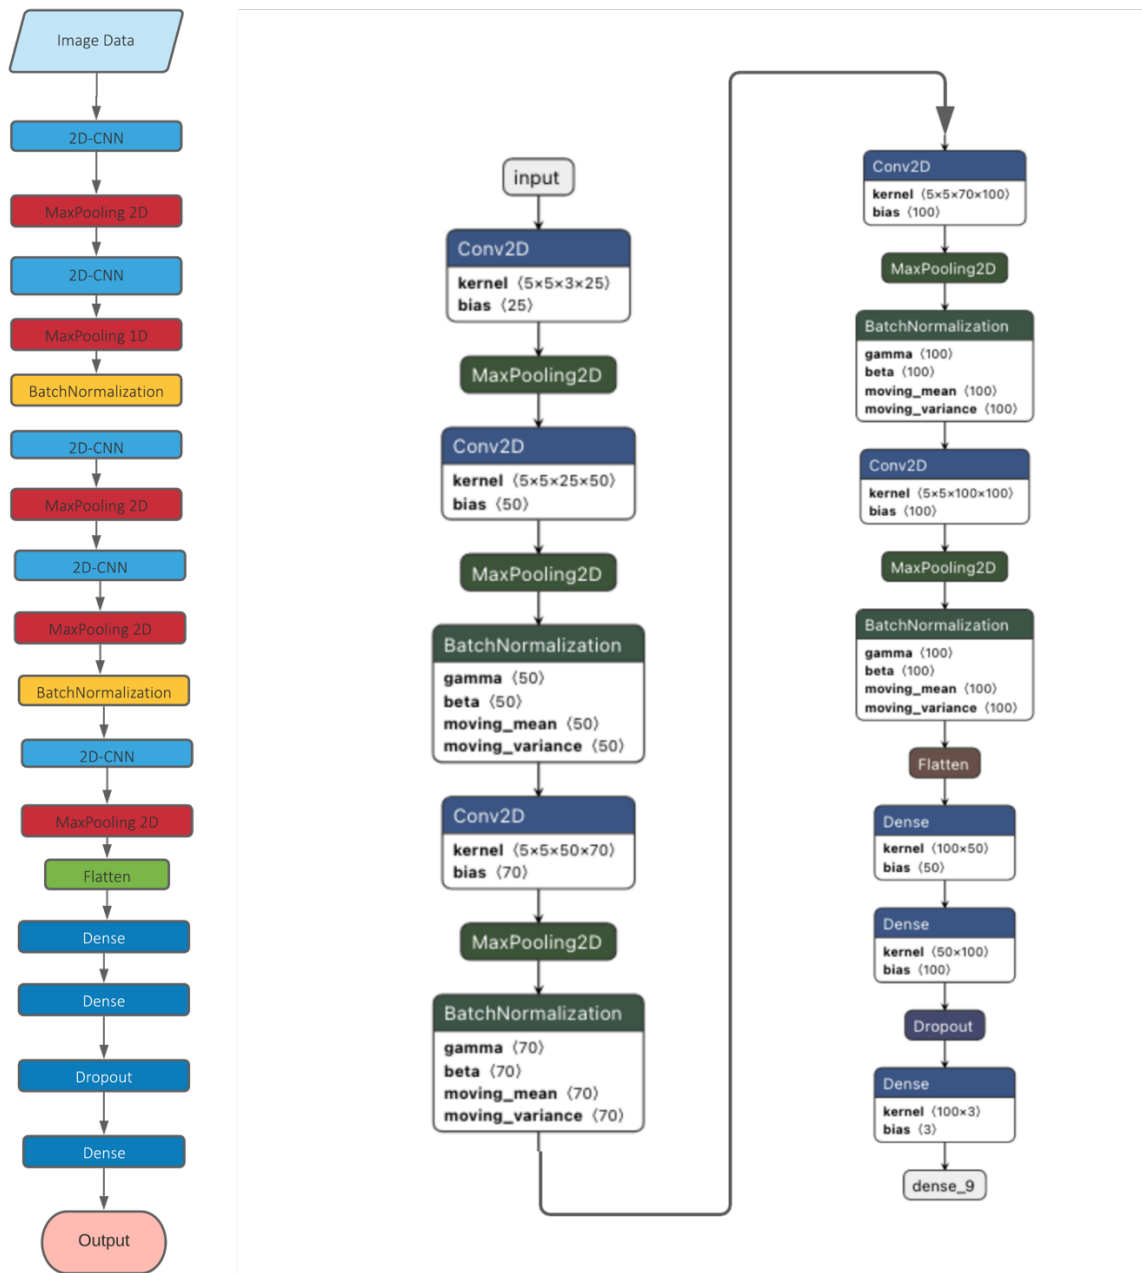 Image Data
2D-CNN
MaxPooling 2D
2D-CNN
MaxPooling 1D
BatchNormalization
2D-CNN
MaxPooling 2D
2D-CNN
MaxPooling 2D
BatchNormalization
2D-CNN
MaxPooling 2D
Flatten
Dense
Dense
Dropout
Dense
Output
input
Conv2D
kernel ⟨5×5×3×25⟩
bias ⟨25⟩
MaxPooling2D
Conv2D
kernel ⟨5×5×25×50⟩
bias ⟨50⟩
MaxPooling2D
BatchNormalization
gamma ⟨50⟩
beta ⟨50⟩
moving_mean ⟨50⟩
moving_variance ⟨50⟩
Conv2D
kernel ⟨5×5×50×70⟩
bias ⟨70⟩
MaxPooling2D
BatchNormalization
gamma ⟨70⟩
beta ⟨70⟩
moving_mean ⟨70⟩
moving_variance ⟨70⟩
Conv2D
kernel ⟨5×5×70×100⟩
bias ⟨100⟩
MaxPooling2D
BatchNormalization
gamma ⟨100⟩
beta ⟨100⟩
moving_mean ⟨100⟩
moving_variance ⟨100⟩
Conv2D
kernel ⟨5×5×100×100⟩
bias ⟨100⟩
MaxPooling2D
BatchNormalization
gamma ⟨100⟩
beta ⟨100⟩
moving_mean ⟨100⟩
moving_variance ⟨100⟩
Flatten
Dense
kernel ⟨100×50⟩
bias ⟨50⟩
Dense
kernel ⟨50×100⟩
bias ⟨100⟩
Dropout
Dense
kernel ⟨100×3⟩
bias ⟨3⟩
dense_9